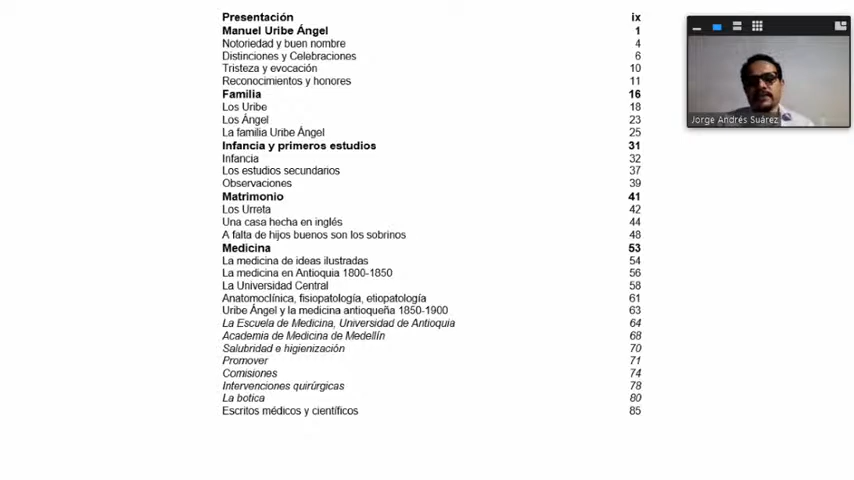 Presentación ix
Manuel Uribe Ángel 1
Notoriedad y buen nombre 4
Distinciones y Celebraciones 6
Tristeza y evocación 10
Reconocimientos y honores 11
Familia 16
Los Uribe 18
Los Ángel 23
La familia Uribe Ángel 25
Infancia y primeros estudios 31
Infancia 32
Los estudios secundarios 37
Observaciones 39
Matrimonio 41
Los Urreta 42
Una casa hecha en inglés 44
A falta de hijos buenos son los sobrinos 48
Medicina 53
La medicina de ideas ilustradas 54
La medicina en Antioquia 1800-1850 56
La Universidad Central 58
Anatomoclínica, fisiopatología, etiopatología 61
Uribe Ángel y la medicina antioqueña 1850-1900 63
La Escuela de Medicina, Universidad de Antioquia 64
Academia de Medicina de Medellín 68
Salubridad e higienización 70
Promover 71
Comisiones 74
Intervenciones quirúrgicas 78
La botica 80
Escritos médicos y científicos 85
Jorge Andrés Suárez